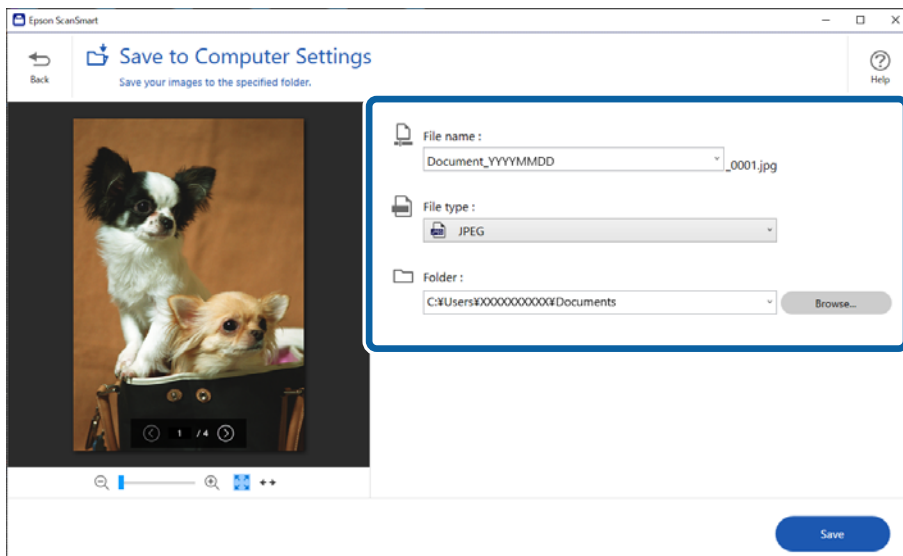 Epson ScanSmart
Back
Save to Computer Settings
Save your images to the specified folder.
Help
File name :
Document_YYYYMMDD
_0001.jpg
File type :
JPEG
Folder :
C:¥Users¥XXXXXXXXXX¥Documents
Browse...
1 / 4
Save